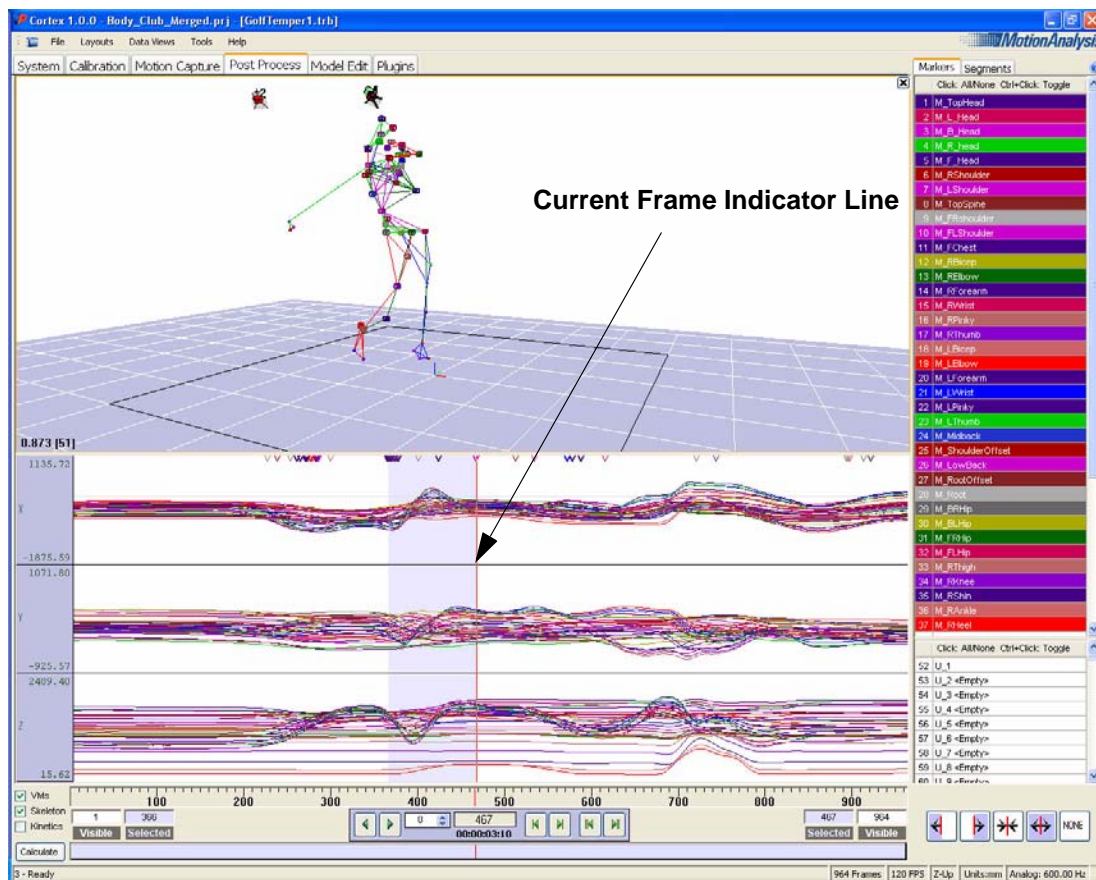 Cortex 1.0.0 - Body_Club_Merged.prj - [GolfTemper1.trb]
File Layouts Data Views Tools Help
MotionAnalysis
System Calibration Motion Capture Post Process Model Edit Plugins
Markers Segments
Click: All/None Ctrl+Click: Toggle
1 M_TopHead
2 M_L_Head
3 M_B_Head
4 M_R_head
5 M_F_Head
6 M_RShoulder
7 M_LShoulder
8 M_TopSpine
9 M_FRshoulder
10 M_FLShoulder
11 M_FChest
12 M_RBicep
13 M_RElbow
14 M_RForearm
15 M_RWrist
16 M_RPinky
17 M_RThumb
18 M_LBicep
19 M_LElbow
20 M_LForearm
21 M_LWrist
22 M_LPinky
23 M_LThumb
24 M_Midback
25 M_ShoulderOffset
26 M_LowBack
27 M_RootOffset
28 M_Root
29 M_BRHip
30 M_BLHip
31 M_FRHip
32 M_FLHip
33 M_RThigh
34 M_RKnee
35 M_RShin
36 M_RAnkle
37 M_RHeel
Click: All/None Ctrl+Click: Toggle
52 U_1
53 U_2 <Empty>
54 U_3 <Empty>
55 U_4 <Empty>
56 U_5 <Empty>
57 U_6 <Empty>
58 U_7 <Empty>
59 U_8 <Empty>
60 U_9 <Empty>
Current Frame Indicator Line
0.873 [51]
1135.72
X
-1875.59
1071.80
Y
-925.57
2409.40
Z
15.62
VMs
Skeleton
Kinetics
100 200 300 400 500 600 700 800 900
1 366 0 467 467 964
Visible Selected 00:00:03:10 Selected Visible
NONE
Calculate
3 - Ready
964 Frames 120 FPS Z-Up Units:mm Analog: 600.00 Hz